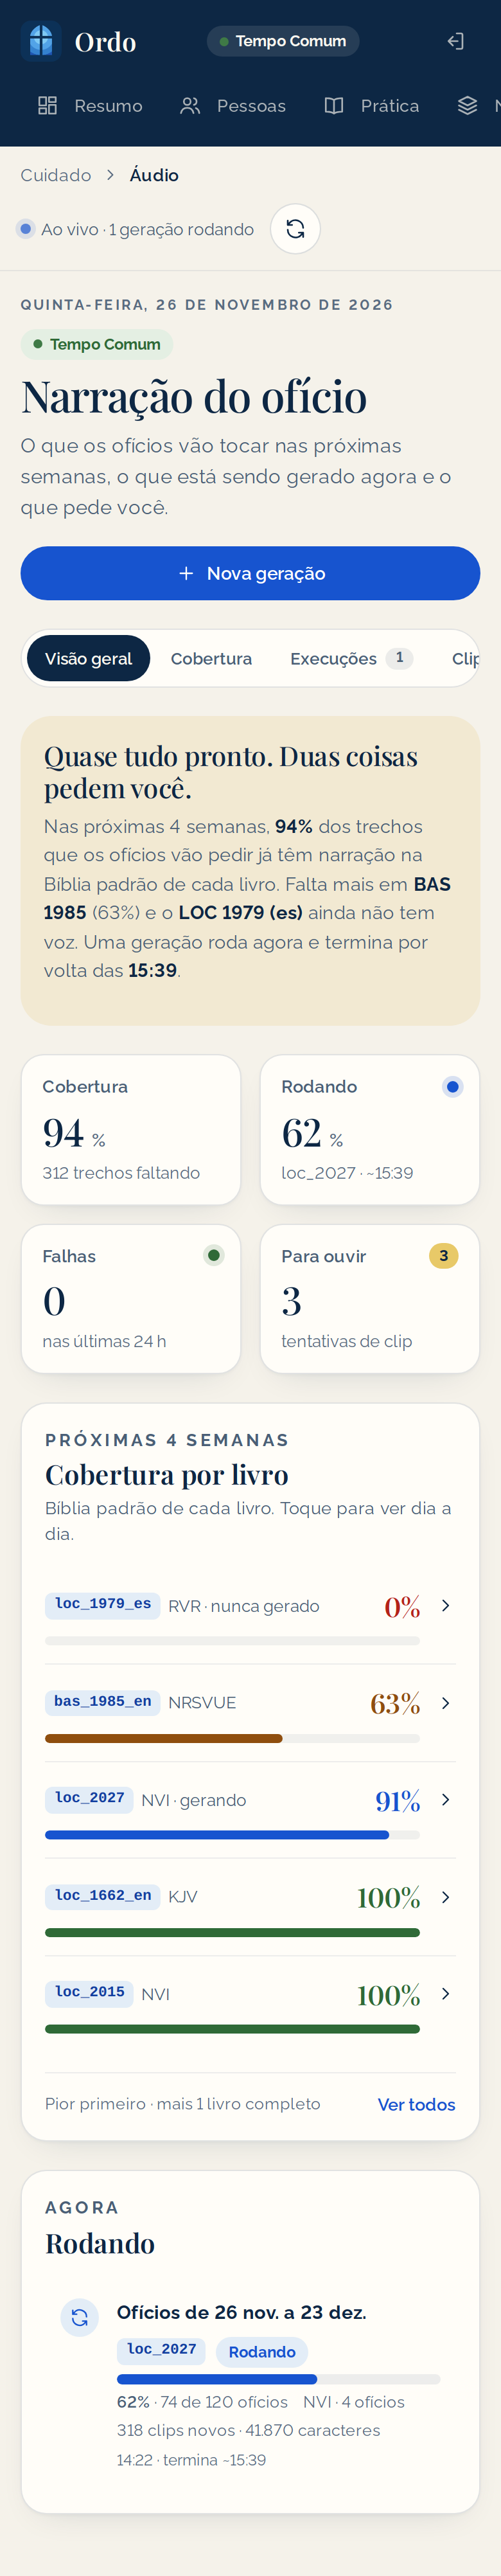 Ordo
Tempo Comum
Resumo
Pessoas
Prática
Cuidado > Áudio
Ao vivo · 1 geração rodando
QUINTA-FEIRA, 26 DE NOVEMBRO DE 2026
Tempo Comum
Narração do ofício
O que os ofícios vão tocar nas próximas
semanas, o que está sendo gerado agora e o
que pede você.
+ Nova geração
Visão geral
Cobertura
Execuções 1
Clip
Quase tudo pronto. Duas coisas
pedem você.
Nas próximas 4 semanas, 94% dos trechos
que os ofícios vão pedir já têm narração na
Bíblia padrão de cada livro. Falta mais em BAS
1985 (63%) e o LOC 1979 (es) ainda não tem
voz. Uma geração roda agora e termina por
volta das 15:39.
Cobertura
94 %
312 trechos faltando
Rodando
62 %
loc_2027 · ~15:39
Falhas
0
nas últimas 24 h
Para ouvir 3
3
tentativas de clip
PRÓXIMAS 4 SEMANAS
Cobertura por livro
Bíblia padrão de cada livro. Toque para ver dia a
dia.
loc_1979_es RVR · nunca gerado 0%
bas_1985_en NRSVUE 63%
loc_2027 NVI · gerando 91%
loc_1662_en KJV 100%
loc_2015 NVI 100%
Pior primeiro · mais 1 livro completo Ver todos
AGORA
Rodando
Ofícios de 26 nov. a 23 dez.
loc_2027 Rodando
62% · 74 de 120 ofícios NVI · 4 ofícios
318 clips novos · 41.870 caracteres
14:22 · termina ~15:39